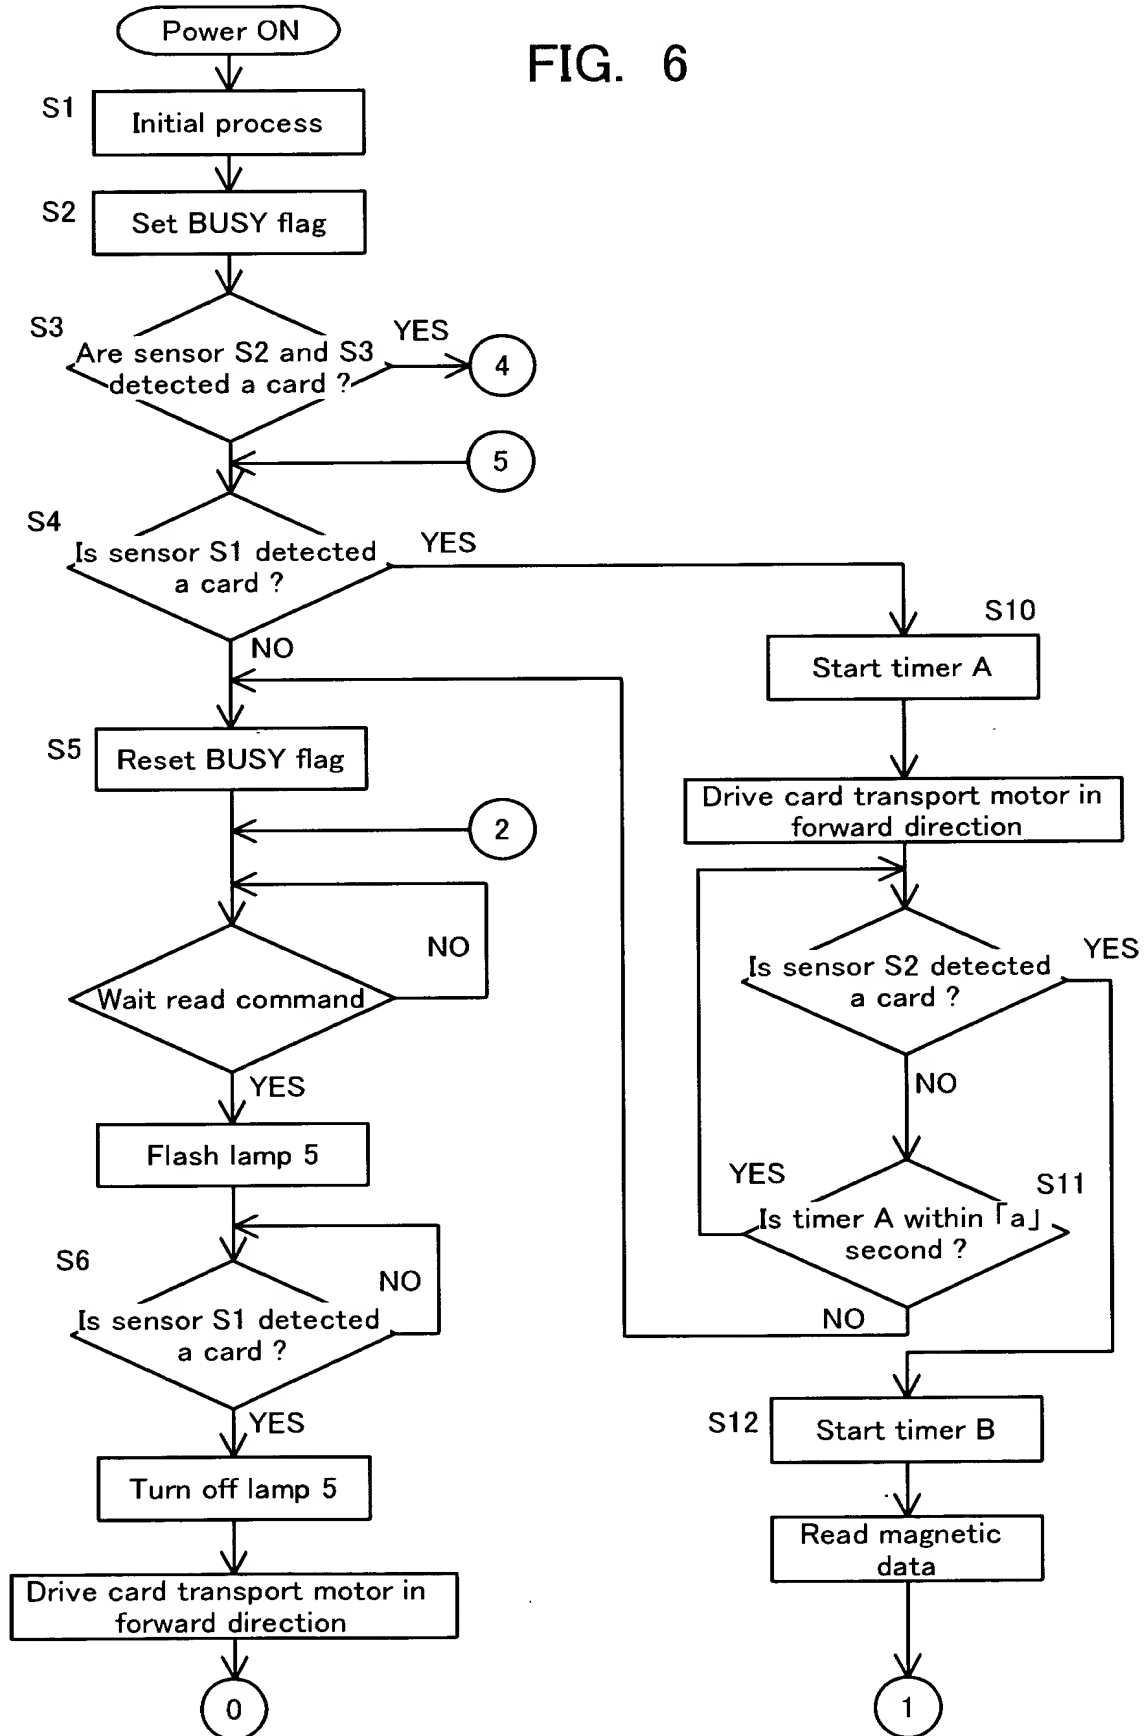 Power ON
FIG. 6
S1
Initial process
S2
Set BUSY flag
S3
Are sensor S2 and S3
detected a card ?
YES
4
5
S4
Is sensor S1 detected
a card ?
YES
NO
S10
Start timer A
S5
Reset BUSY flag
Drive card transport motor in
forward direction
2
NO
Wait read command
Is sensor S2 detected
a card ?
YES
NO
YES
Flash lamp 5
YES
S11
Is timer A within「a」
second ?
NO
S6
NO
Is sensor S1 detected
a card ?
YES
S12
Start timer B
Turn off lamp 5
Read magnetic
data
Drive card transport motor in
forward direction
0
1